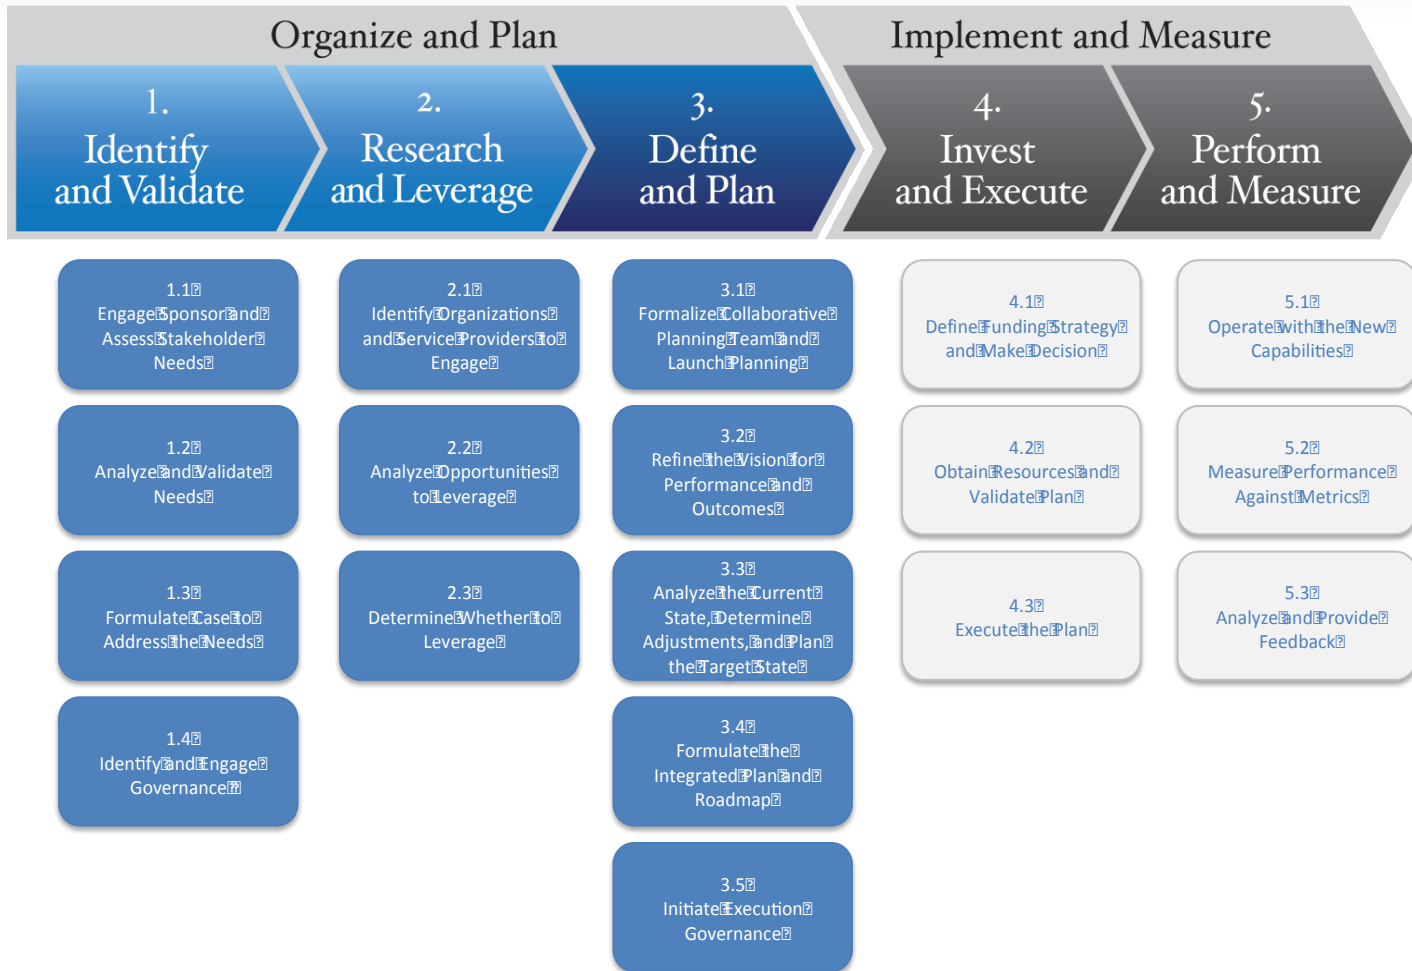 Organize and Plan
Implement and Measure
1.
Identify
and Validate
2.
Research
and Leverage
3.
Define
and Plan
4.
Invest
and Execute
5.
Perform
and Measure
1.1
Engage Sponsor and
Assess Stakeholder
Needs
1.2
Analyze and Validate
Needs
1.3
Formulate Case to
Address the Needs
1.4
Identify and Engage
Governance
2.1
Identify Organizations
and Service Providers to
Engage
2.2
Analyze Opportunities
to Leverage
2.3
Determine Whether to
Leverage
3.1
Formalize Collaborative
Planning Team and
Launch Planning
3.2
Refine the Vision for
Performance and
Outcomes
3.3
Analyze the Current
State, Determine
Adjustments, and Plan
the Target State
3.4
Formulate the
Integrated Plan and
Roadmap
3.5
Initiate Execution
Governance
4.1
Define Funding Strategy
and Make Decision
4.2
Obtain Resources and
Validate Plan
4.3
Execute the Plan
5.1
Operate with the New
Capabilities
5.2
Measure Performance
Against Metrics
5.3
Analyze and Provide
Feedback